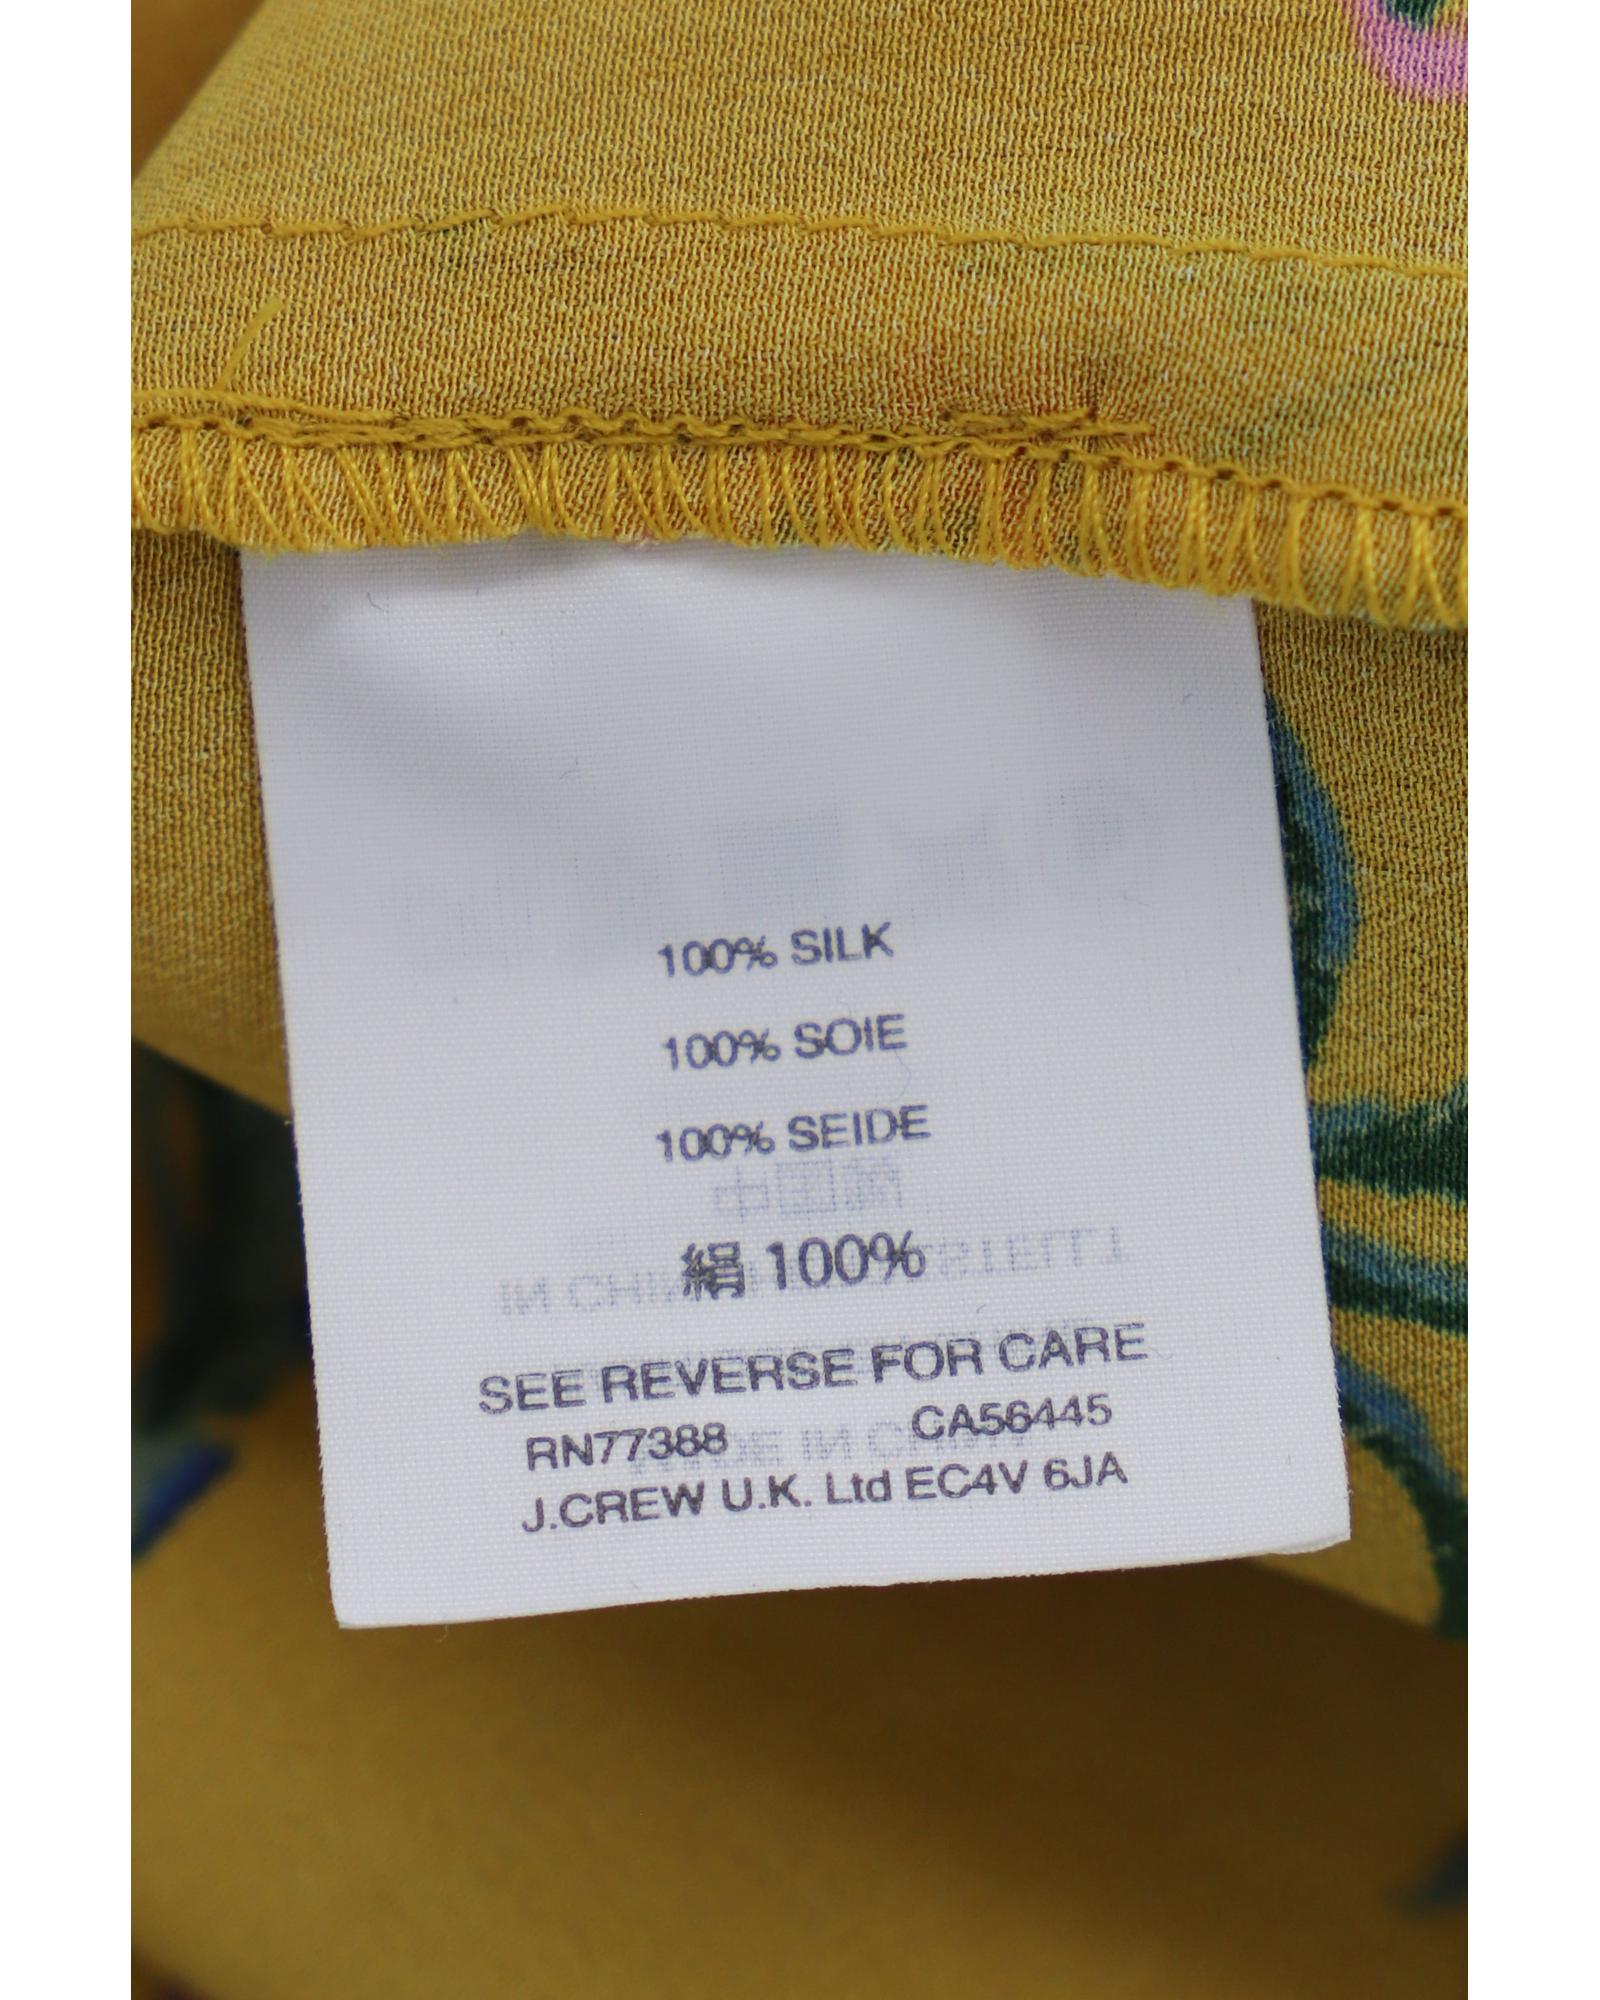 100% SILK
100% SOIE
100% SEIDE
絹 100%
SEE REVERSE FOR CARE
RN77388 CA56445
J.CREW U.K. Ltd EC4V 6JA